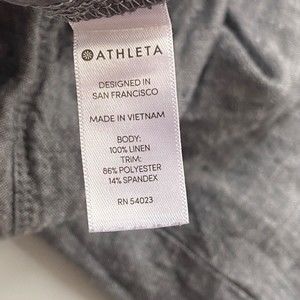 ATHLETA
DESIGNED IN
SAN FRANCISCO
MADE IN VIETNAM
BODY:
100% LINEN
TRIM:
86% POLYESTER
14% SPANDEX
RN 54023